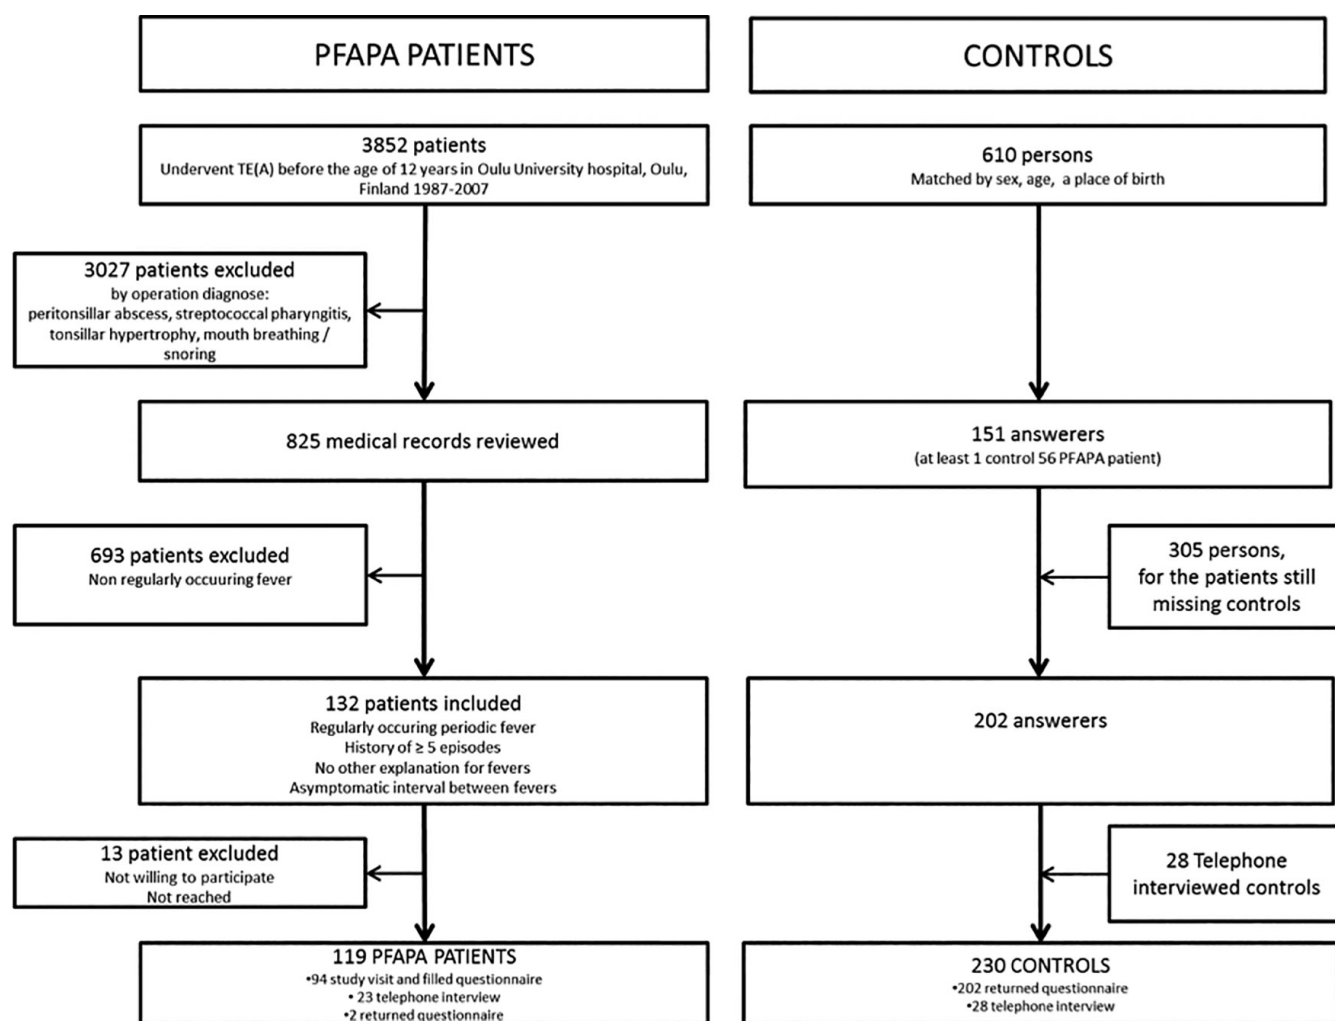 PFAPA PATIENTS
3852 patients
Undervent TE(A) before the age of 12 years in Oulu University hospital, Oulu,
Finland 1987-2007
3027 patients excluded
by operation diagnose:
peritonsillar abscess, streptococcal pharyngitis,
tonsillar hypertrophy, mouth breathing /
snoring
825 medical records reviewed
693 patients excluded
Non regularly occuuring fever
132 patients included
Regularly occuring periodic fever
History of ≥ 5 episodes
No other explanation for fevers
Asymptomatic interval between fevers
13 patient excluded
Not willing to participate
Not reached
119 PFAPA PATIENTS
•94 study visit and filled questionnaire
• 23 telephone interview
•2 returned questionnaire
CONTROLS
610 persons
Matched by sex, age, a place of birth
151 answerers
(at least 1 control 56 PFAPA patient)
305 persons,
for the patients still
missing controls
202 answerers
28 Telephone
interviewed controls
230 CONTROLS
•202 returned questionnaire
•28 telephone interview